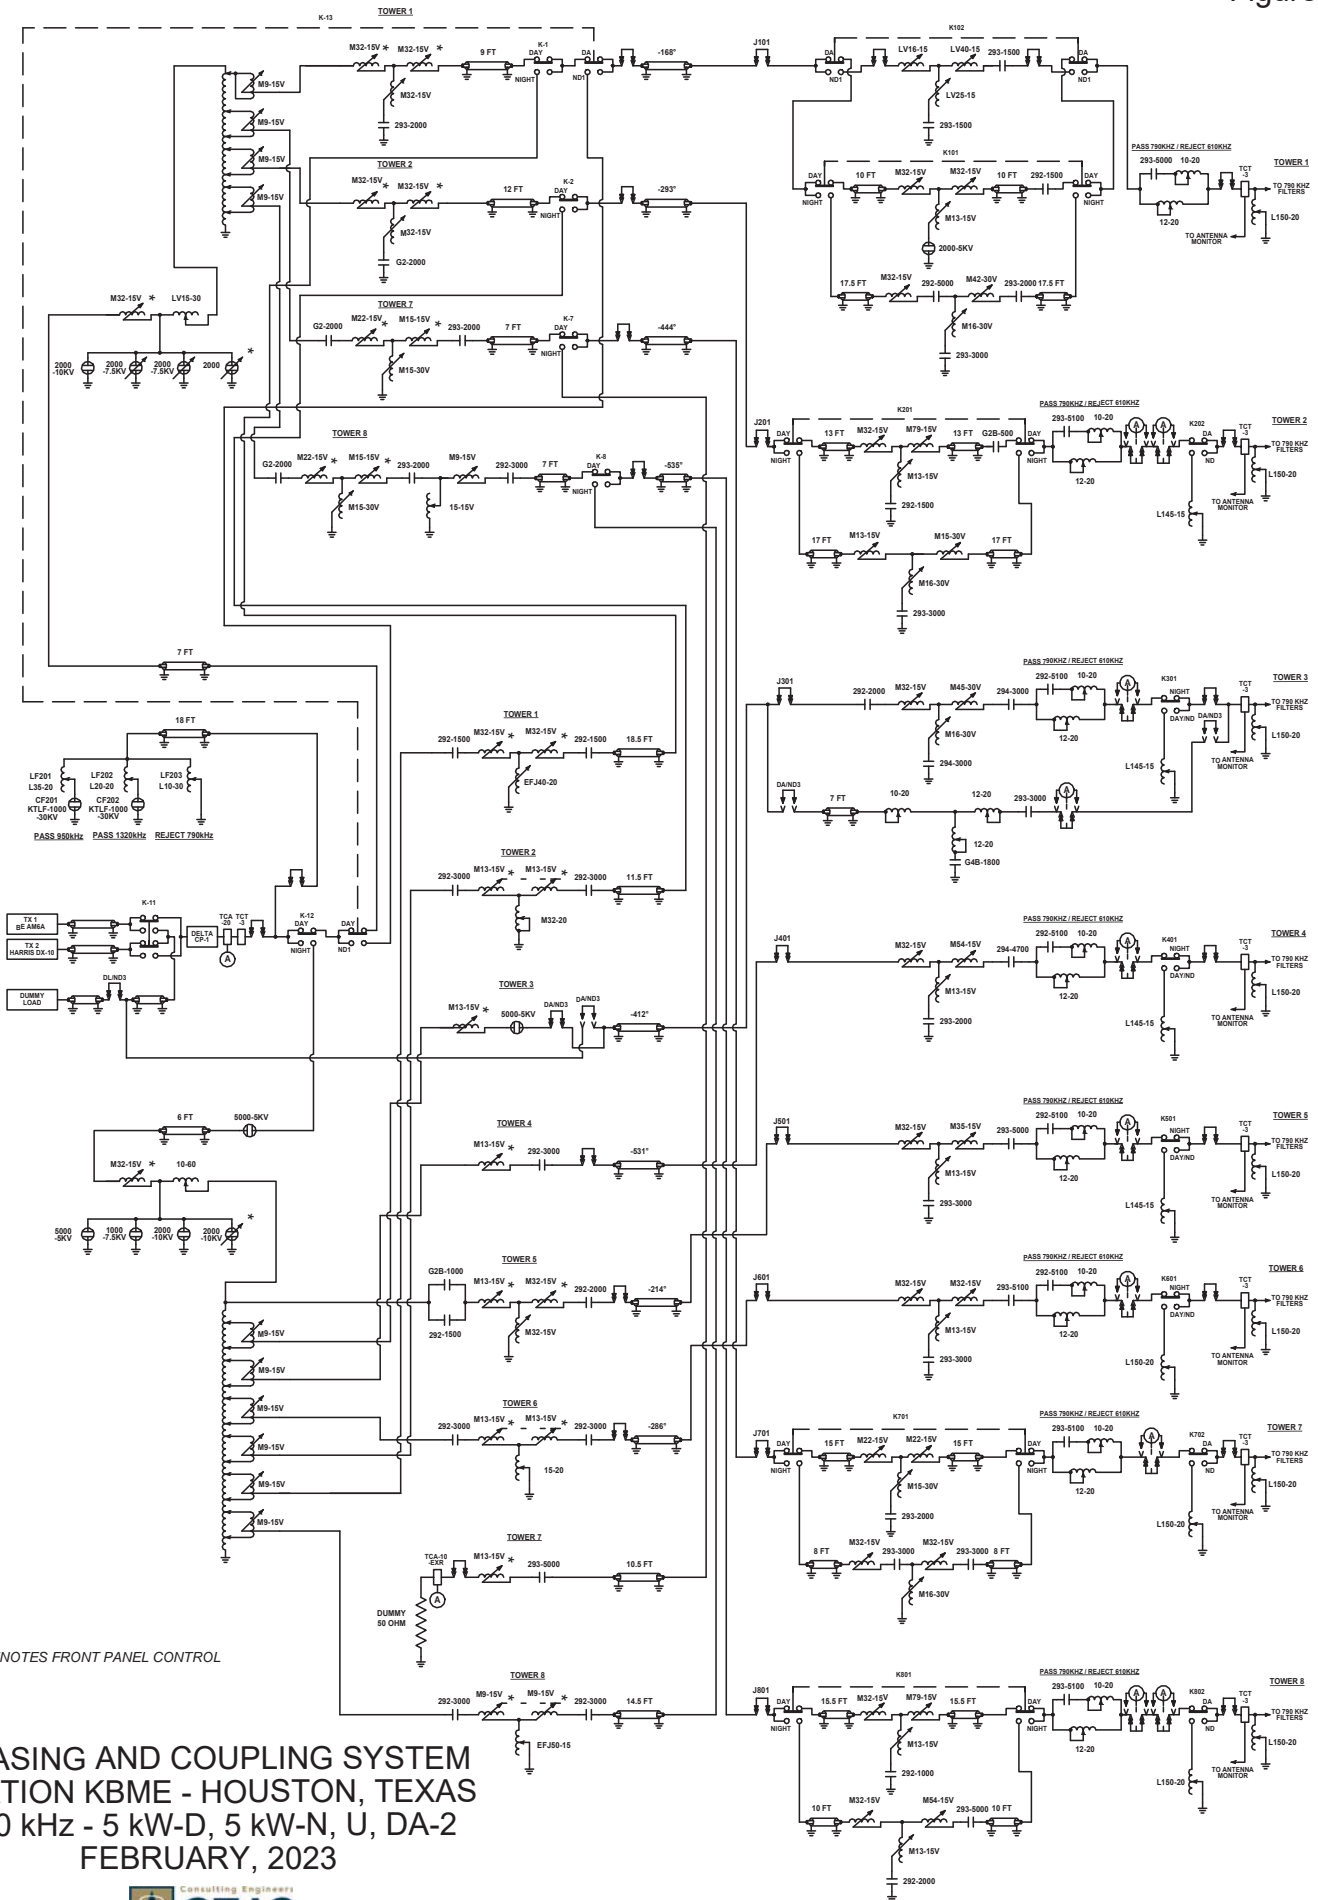 Figure
TOWER 1
K-13
M32-15V *
M32-15V *
9 FT
K-1
DAY
NIGHT
DA
ND1
-168°
M9-15V
M32-15V
293-2000
M9-15V
M9-15V
M9-15V
TOWER 2
M32-15V *
M32-15V *
12 FT
K-2
DAY
NIGHT
-293°
M32-15V
G2-2000
TOWER 7
G2-2000
M22-15V *
M15-15V *
293-2000
7 FT
K-7
DAY
NIGHT
-444°
M15-30V
M32-15V *
LV15-30
2000
-10KV
2000
-7.5KV
2000
-7.5KV
2000 *
TOWER 8
G2-2000
M22-15V *
M15-15V *
293-2000
M9-15V
292-3000
7 FT
K-8
DAY
NIGHT
-535°
M15-30V
15-15V
7 FT
18 FT
LF201
L35-20
LF202
L20-20
LF203
L10-30
CF201
KTLF-1000
-30KV
CF202
KTLF-1000
-30KV
PASS 950kHz
PASS 1320kHz
REJECT 790kHz
TOWER 1
292-1500
M32-15V *
M32-15V *
292-1500
18.5 FT
EFJ40-20
TOWER 2
292-3000
M13-15V *
M13-15V *
292-3000
11.5 FT
M32-20
K-11
TX 1
BE AM6A
TX 2
HARRIS DX-10
DELTA
CP-1
TCA
-20
TCT
-3
A
K-12
DAY
NIGHT
DAY
ND1
DUMMY
LOAD
DL/ND3
TOWER 3
M13-15V *
5000-5KV
DA/ND3
DA/ND3
-412°
6 FT
5000-5KV
M32-15V *
10-60
5000
-5KV
1000
-7.5KV
2000
-10KV
2000
-10KV *
TOWER 4
M13-15V *
292-3000
-531°
TOWER 5
G2B-1000
292-1500
M13-15V *
M32-15V *
292-2000
-214°
M32-15V
M9-15V
M9-15V
M9-15V
M9-15V
M9-15V
M9-15V
TOWER 6
292-3000
M13-15V *
M13-15V *
292-3000
-286°
15-20
TOWER 7
TCA-10
-EXR
A
M13-15V *
293-5000
10.5 FT
DUMMY
50 OHM
NOTES FRONT PANEL CONTROL
TOWER 8
292-3000
M9-15V *
M9-15V *
292-3000
14.5 FT
EFJ50-15
ASING AND COUPLING SYSTEM
TION KBME - HOUSTON, TEXAS
0 kHz - 5 kW-D, 5 kW-N, U, DA-2
FEBRUARY, 2023
Consulting Engineers
J101
K102
DA
ND1
LV16-15
LV40-15
293-1500
DA
ND1
LV25-15
293-1500
K101
DAY
NIGHT
10 FT
M32-15V
M32-15V
10 FT
292-1500
DAY
NIGHT
M13-15V
2000-5KV
17.5 FT
M32-15V
292-5000
M42-30V
293-2000
17.5 FT
M16-30V
293-3000
PASS 790KHZ / REJECT 610KHZ
293-5000
10-20
12-20
TCT
-3
TOWER 1
TO 790 KHZ
FILTERS
L150-20
TO ANTENNA
MONITOR
J201
K201
DAY
NIGHT
13 FT
M32-15V
M79-15V
13 FT
G2B-500
DAY
NIGHT
M13-15V
292-1500
17 FT
M13-15V
M15-30V
17 FT
M16-30V
293-3000
PASS 790KHZ / REJECT 610KHZ
293-5100
10-20
12-20
A
A
K202
DA
ND
L145-15
TCT
-3
TOWER 2
TO 790 KHZ
FILTERS
L150-20
TO ANTENNA
MONITOR
J301
292-2000
M32-15V
M45-30V
294-3000
M16-30V
294-3000
PASS 790KHZ / REJECT 610KHZ
292-5100
10-20
12-20
A
K301
NIGHT
DAY/ND
L145-15
DA/ND3
TCT
-3
TOWER 3
TO 790 KHZ
FILTERS
L150-20
TO ANTENNA
MONITOR
DA/ND3
7 FT
10-20
12-20
293-3000
A
12-20
G4B-1800
J401
M32-15V
M54-15V
294-4700
M13-15V
293-2000
PASS 790KHZ / REJECT 610KHZ
292-5100
10-20
12-20
A
K401
NIGHT
DAY/ND
L145-15
TCT
-3
TOWER 4
TO 790 KHZ
FILTERS
L150-20
TO ANTENNA
MONITOR
J501
M32-15V
M35-15V
293-5000
M13-15V
293-3000
PASS 790KHZ / REJECT 610KHZ
292-5100
10-20
12-20
A
K501
NIGHT
DAY/ND
L145-15
TCT
-3
TOWER 5
TO 790 KHZ
FILTERS
L150-20
TO ANTENNA
MONITOR
J601
M32-15V
M32-15V
293-5100
M13-15V
293-3000
PASS 790KHZ / REJECT 610KHZ
292-5100
10-20
12-20
A
K601
NIGHT
DAY/ND
L150-20
TCT
-3
TOWER 6
TO 790 KHZ
FILTERS
L150-20
TO ANTENNA
MONITOR
J701
K701
DAY
NIGHT
15 FT
M22-15V
M22-15V
15 FT
DAY
NIGHT
M15-30V
293-2000
8 FT
M32-15V
293-3000
M32-15V
293-3000
8 FT
M16-30V
PASS 790KHZ / REJECT 610KHZ
293-5100
10-20
12-20
A
K702
DA
ND
L150-20
TCT
-3
TOWER 7
TO 790 KHZ
FILTERS
L150-20
TO ANTENNA
MONITOR
J801
K801
DAY
NIGHT
15.5 FT
M32-15V
M79-15V
15.5 FT
DAY
NIGHT
M13-15V
292-1000
10 FT
M32-15V
M54-15V
293-5000
10 FT
M13-15V
292-2000
PASS 790KHZ / REJECT 610KHZ
293-5100
10-20
12-20
A
A
K802
DA
ND
L150-20
TCT
-3
TOWER 8
TO 790 KHZ
FILTERS
L150-20
TO ANTENNA
MONITOR